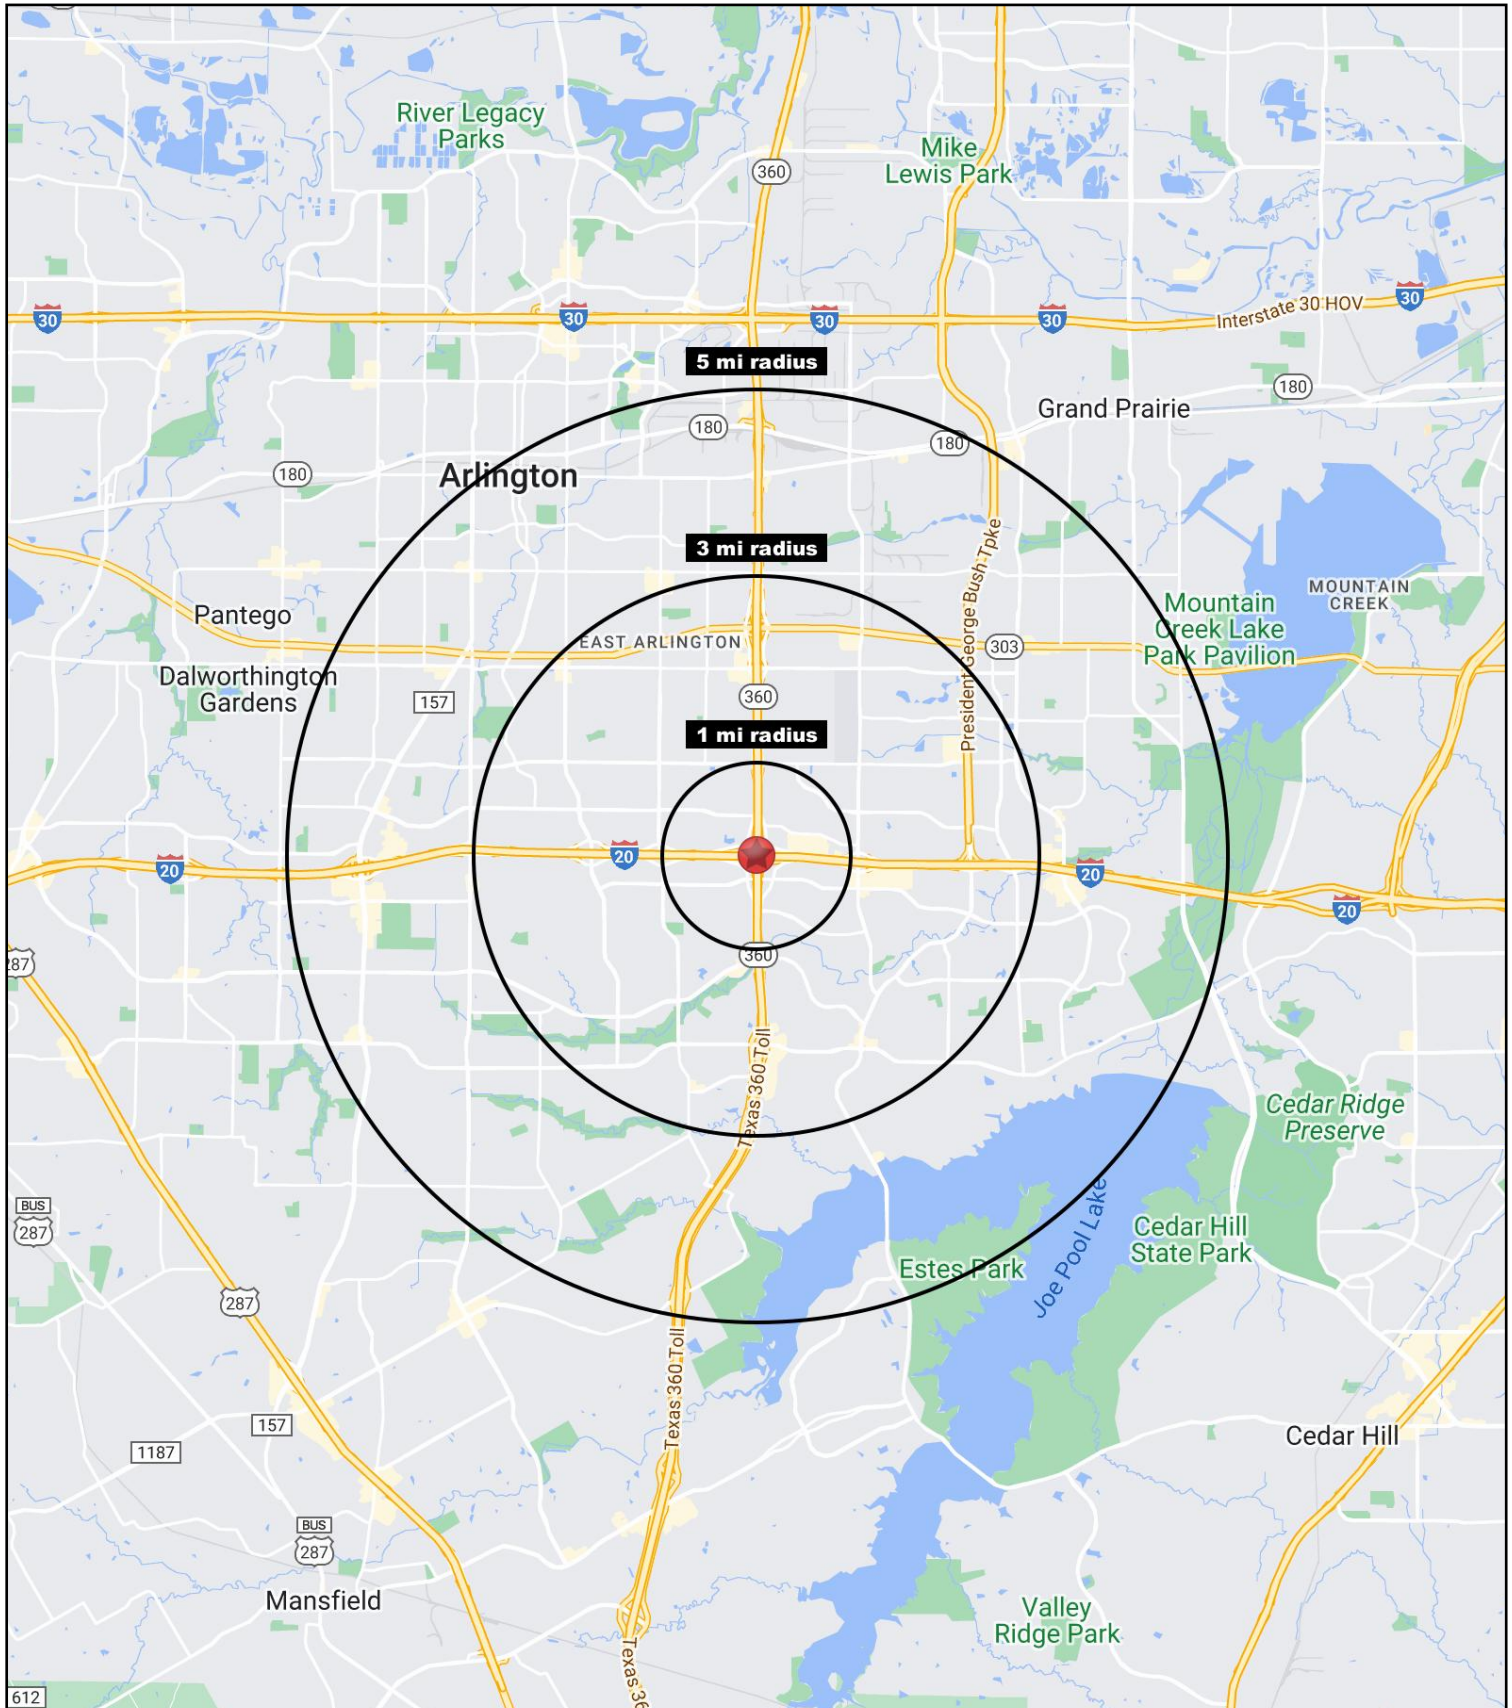 River Legacy
Parks
360
Mike
Lewis Park
30
30
30
30
Interstate 30 HOV
30
5 mi radius
180
Grand Prairie
180
180
180
Arlington
3 mi radius
President George Bush Tpke
MOUNTAIN
CREEK
Pantego
Mountain
Creek Lake
Park Pavilion
EAST ARLINGTON
303
Dalworthington
Gardens
157
360
1 mi radius
20
20
20
20
360
287
Texas 360 Toll
Cedar Ridge
Preserve
BUS
287
Joe Pool Lake
Cedar Hill
State Park
Estes Park
287
Texas 360 Toll
157
1187
Cedar Hill
BUS
287
Mansfield
Valley
Ridge Park
Texas 36
612